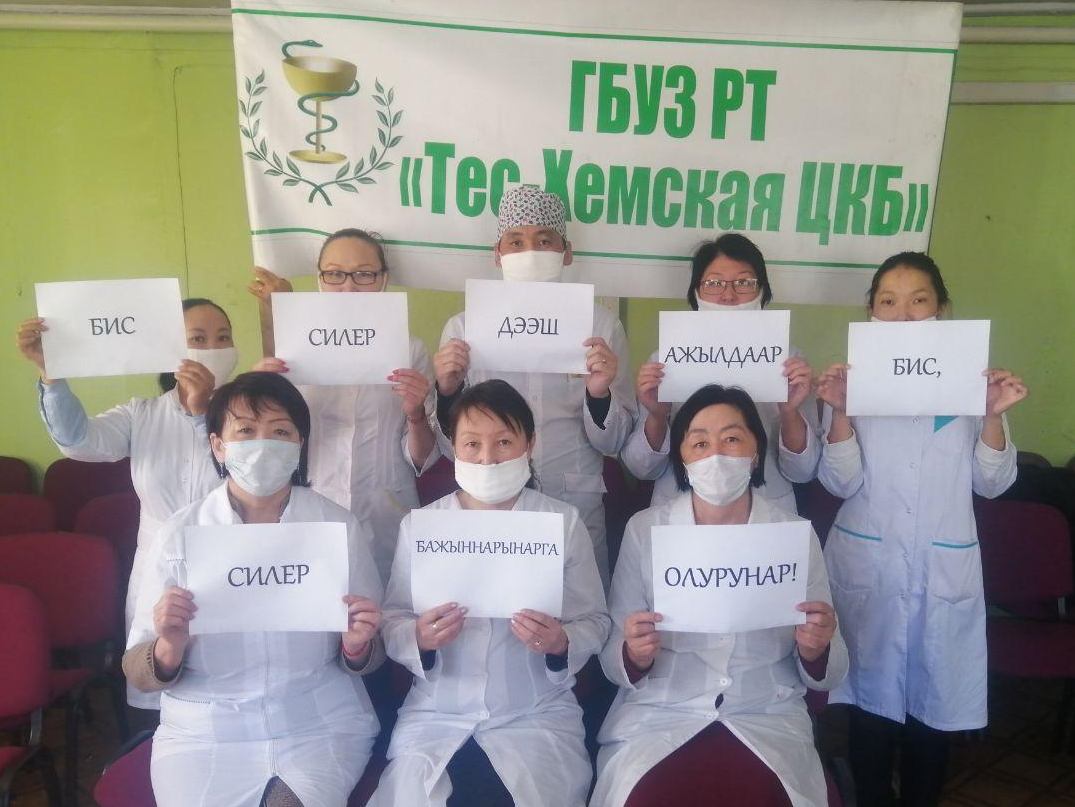 ГБУЗ РТ
«Тес-Хемская ЦКБ»
БИС
СИЛЕР
ДЭЭШ
АЖЫЛДААР
БИС,
СИЛЕР
БАЖЫННАРЫНАРГА
ОЛУРУНАР!